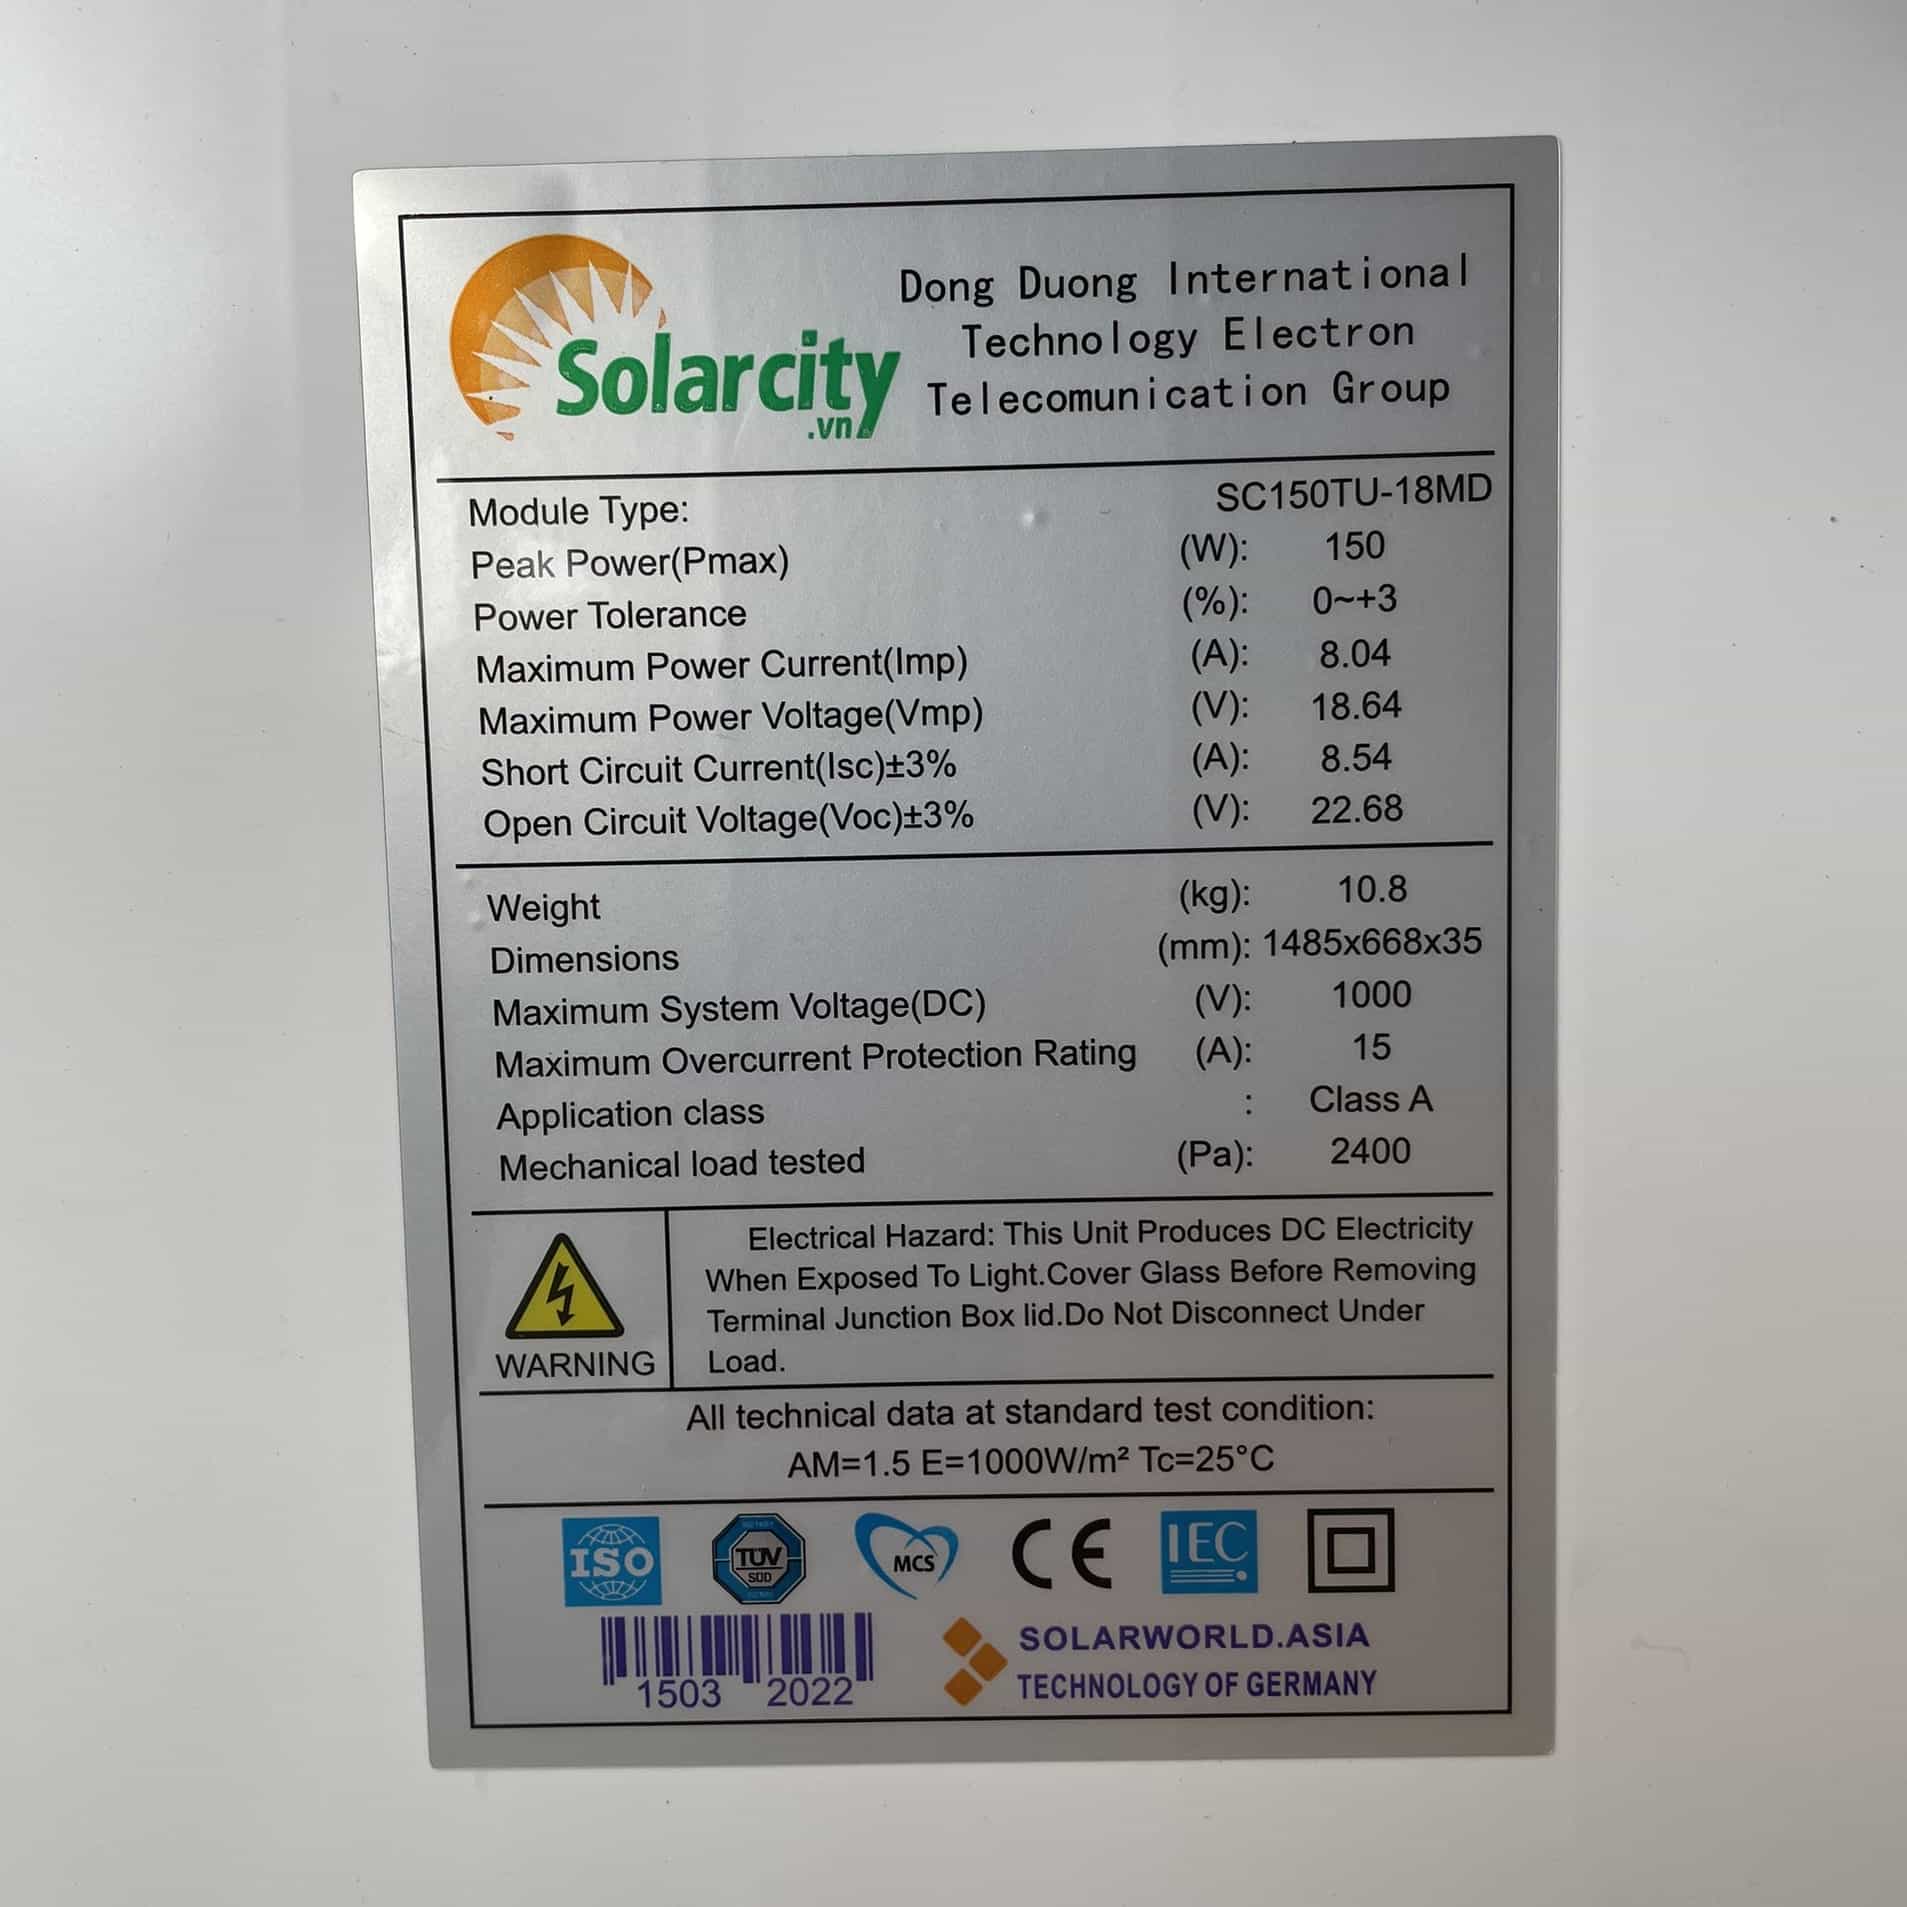 Solarcity
.vn
Dong Duong International
Technology Electron
Telecomunication Group
Module Type: SC150TU-18MD
Peak Power(Pmax) (W): 150
Power Tolerance (%): 0~+3
Maximum Power Current(Imp) (A): 8.04
Maximum Power Voltage(Vmp) (V): 18.64
Short Circuit Current(Isc)±3% (A): 8.54
Open Circuit Voltage(Voc)±3% (V): 22.68
Weight (kg): 10.8
Dimensions (mm): 1485x668x35
Maximum System Voltage(DC) (V): 1000
Maximum Overcurrent Protection Rating (A): 15
Application class : Class A
Mechanical load tested (Pa): 2400
WARNING
Electrical Hazard: This Unit Produces DC Electricity
When Exposed To Light.Cover Glass Before Removing
Terminal Junction Box lid.Do Not Disconnect Under
Load.
All technical data at standard test condition:
AM=1.5 E=1000W/m² Tc=25°C
ISO
TÜV
SÜD
MCS
CE
IEC
1503 2022
SOLARWORLD.ASIA
TECHNOLOGY OF GERMANY